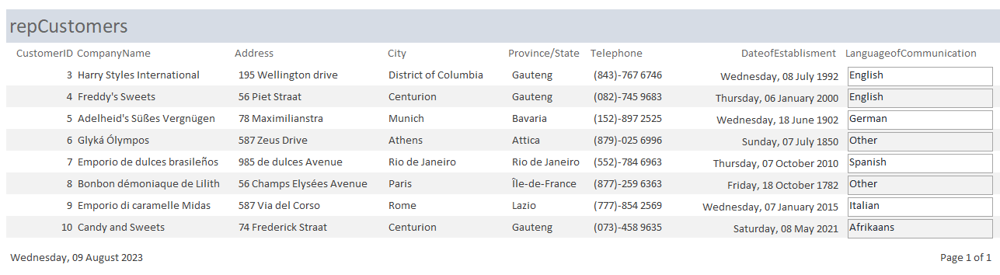 repCustomers
CustomerID CompanyName Address City Province/State Telephone DateofEstablisment LanguageofCommunication
3 Harry Styles International 195 Wellington drive District of Columbia Gauteng (843)-767 6746 Wednesday, 08 July 1992 English
4 Freddy's Sweets 56 Piet Straat Centurion Gauteng (082)-745 9683 Thursday, 06 January 2000 English
5 Adelheid's Süßes Vergnügen 78 Maximilianstra Munich Bavaria (152)-897 2525 Wednesday, 18 June 1902 German
6 Glyká Ólympos 587 Zeus Drive Athens Attica (879)-025 6996 Sunday, 07 July 1850 Other
7 Emporio de dulces brasileños 985 de dulces Avenue Rio de Janeiro Rio de Janeiro (552)-784 6963 Thursday, 07 October 2010 Spanish
8 Bonbon démoniaque de Lilith 56 Champs Elysées Avenue Paris Île-de-France (877)-259 6363 Friday, 18 October 1782 Other
9 Emporio di caramelle Midas 587 Via del Corso Rome Lazio (777)-854 2569 Wednesday, 07 January 2015 Italian
10 Candy and Sweets 74 Frederick Straat Centurion Gauteng (073)-458 9635 Saturday, 08 May 2021 Afrikaans
Wednesday, 09 August 2023 Page 1 of 1